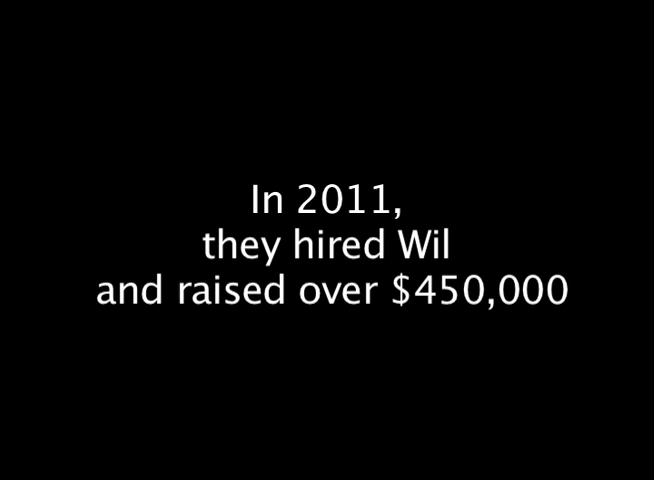 In 2011,
they hired Wil
and raised over $450,000